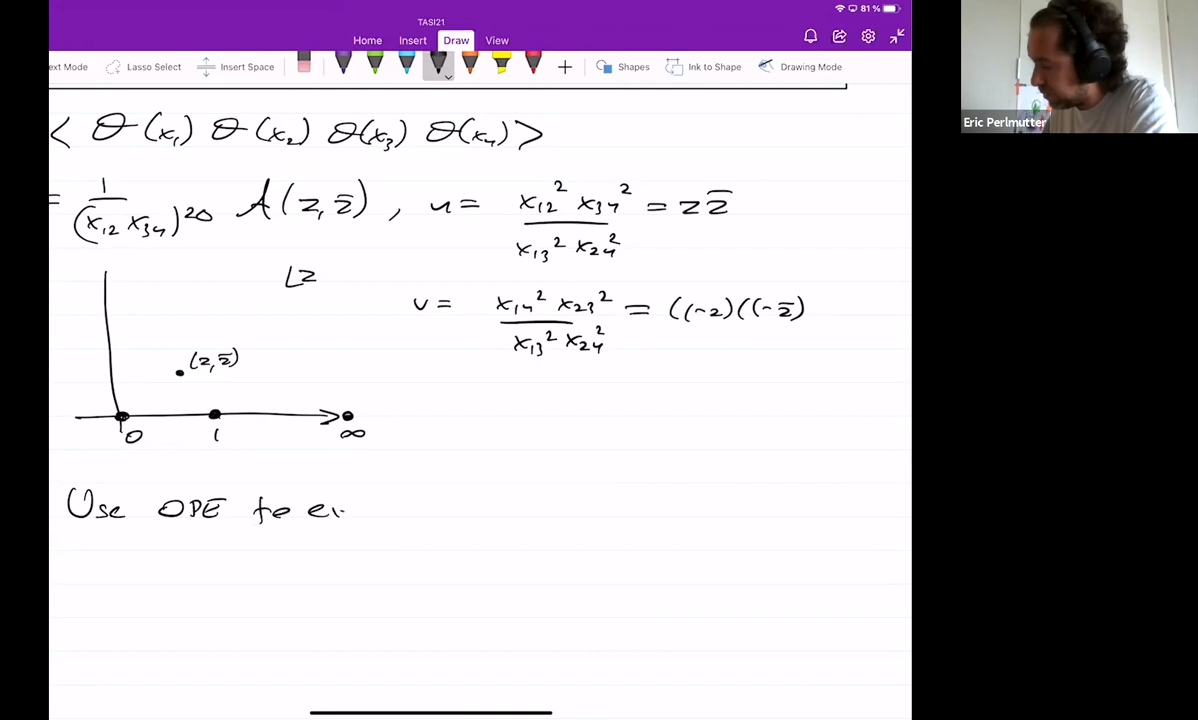 81 %
TASI21
Home Insert Draw View
ext Mode Lasso Select Insert Space Shapes Ink to Shape Drawing Mode
Eric Perlmutter
< O(x₁) O(x₂) O(x₃) O(x₄) >
= 1/(x₁₂ x₃₄)^2O A(z, z̄) , u = x₁₂² x₃₄² / x₁₃² x₂₄² = z z̄
v = x₁₄² x₂₃² / x₁₃² x₂₄² = (1-z)(1-z̄)
z
(z, z̄)
0 1 ∞
Use OPE to ex